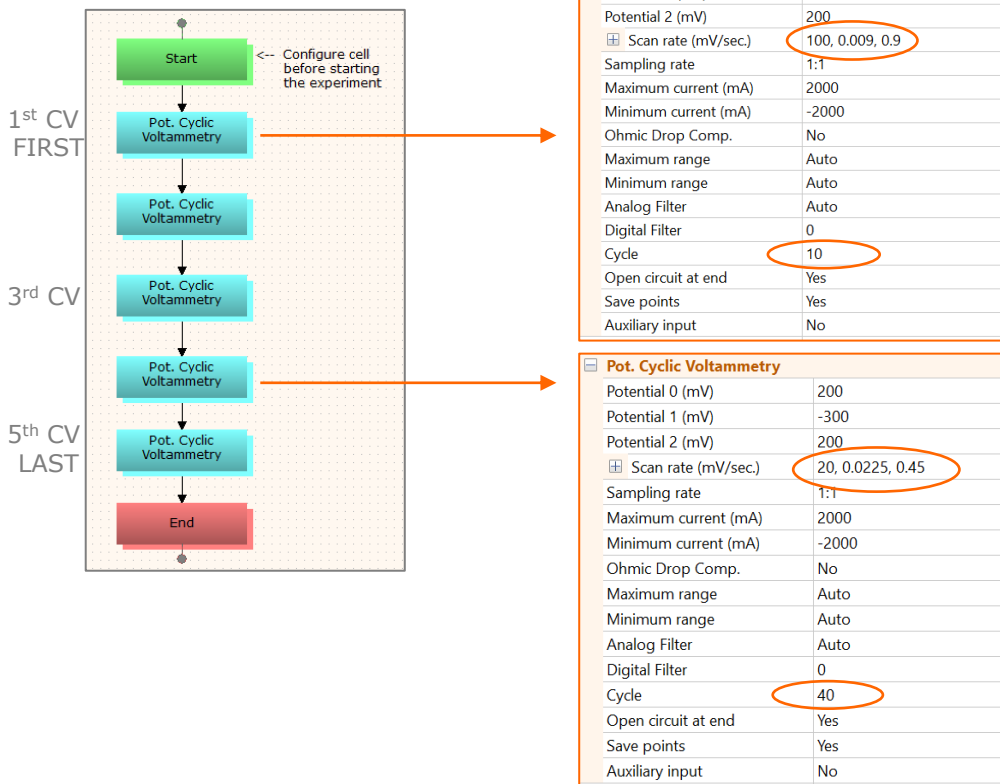 Start
<-- Configure cell
before starting
the experiment
1st CV
FIRST
Pot. Cyclic
Voltammetry
Pot. Cyclic
Voltammetry
3rd CV
Pot. Cyclic
Voltammetry
Pot. Cyclic
Voltammetry
5th CV
LAST
Pot. Cyclic
Voltammetry
End
Potential 2 (mV) 200
Scan rate (mV/sec.) 100, 0.009, 0.9
Sampling rate 1:1
Maximum current (mA) 2000
Minimum current (mA) -2000
Ohmic Drop Comp. No
Maximum range Auto
Minimum range Auto
Analog Filter Auto
Digital Filter 0
Cycle 10
Open circuit at end Yes
Save points Yes
Auxiliary input No
Pot. Cyclic Voltammetry
Potential 0 (mV) 200
Potential 1 (mV) -300
Potential 2 (mV) 200
Scan rate (mV/sec.) 20, 0.0225, 0.45
Sampling rate 1:1
Maximum current (mA) 2000
Minimum current (mA) -2000
Ohmic Drop Comp. No
Maximum range Auto
Minimum range Auto
Analog Filter Auto
Digital Filter 0
Cycle 40
Open circuit at end Yes
Save points Yes
Auxiliary input No